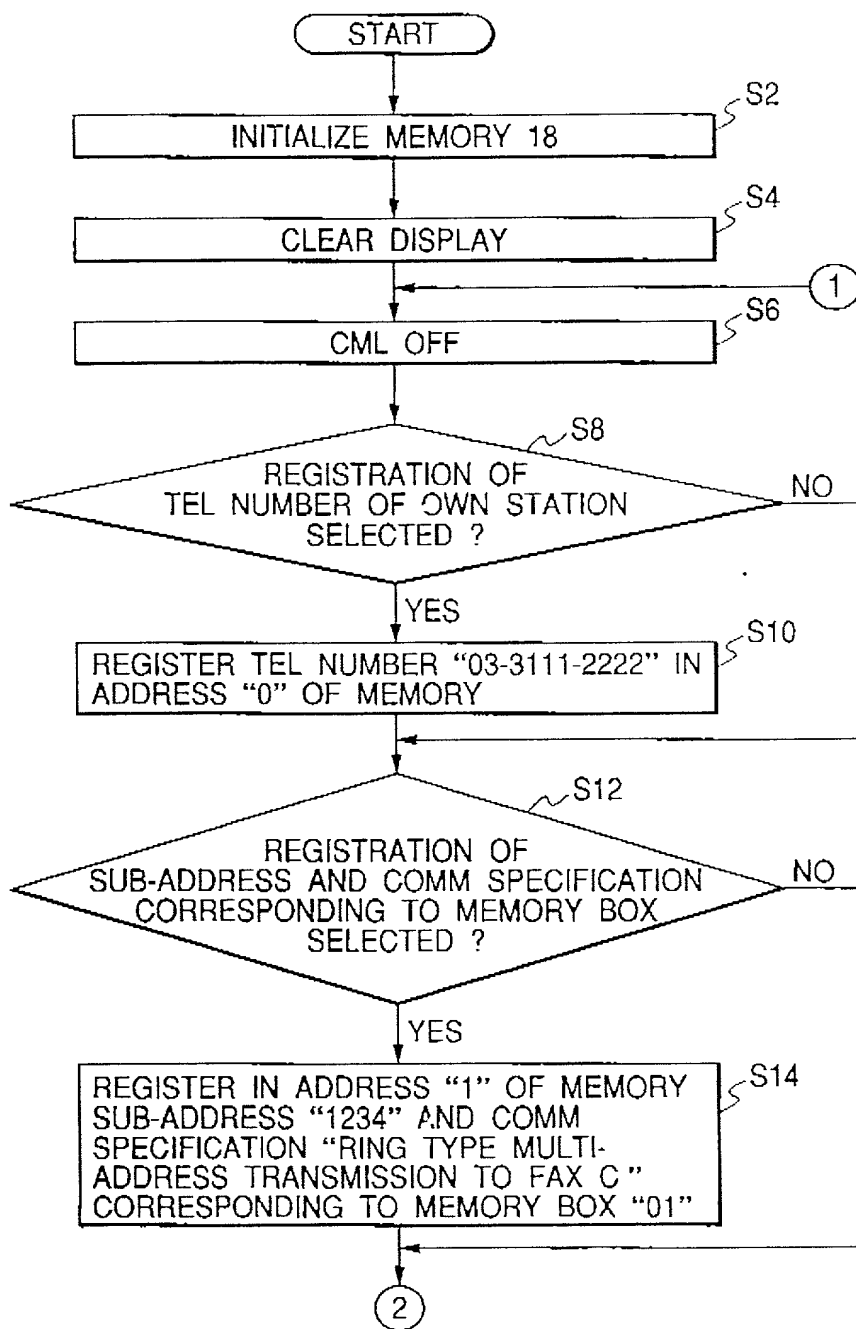 START
S2
INITIALIZE MEMORY 18
S4
CLEAR DISPLAY
1
S6
CML OFF
S8
REGISTRATION OF
TEL NUMBER OF OWN STATION
SELECTED ?
NO
YES
S10
REGISTER TEL NUMBER “03-3111-2222” IN
ADDRESS “0” OF MEMORY
S12
REGISTRATION OF
SUB-ADDRESS AND COMM SPECIFICATION
CORRESPONDING TO MEMORY BOX
SELECTED ?
NO
YES
S14
REGISTER IN ADDRESS “1” OF MEMORY
SUB-ADDRESS “1234” AND COMM
SPECIFICATION “RING TYPE MULTI-
ADDRESS TRANSMISSION TO FAX C”
CORRESPONDING TO MEMORY BOX “01”
2